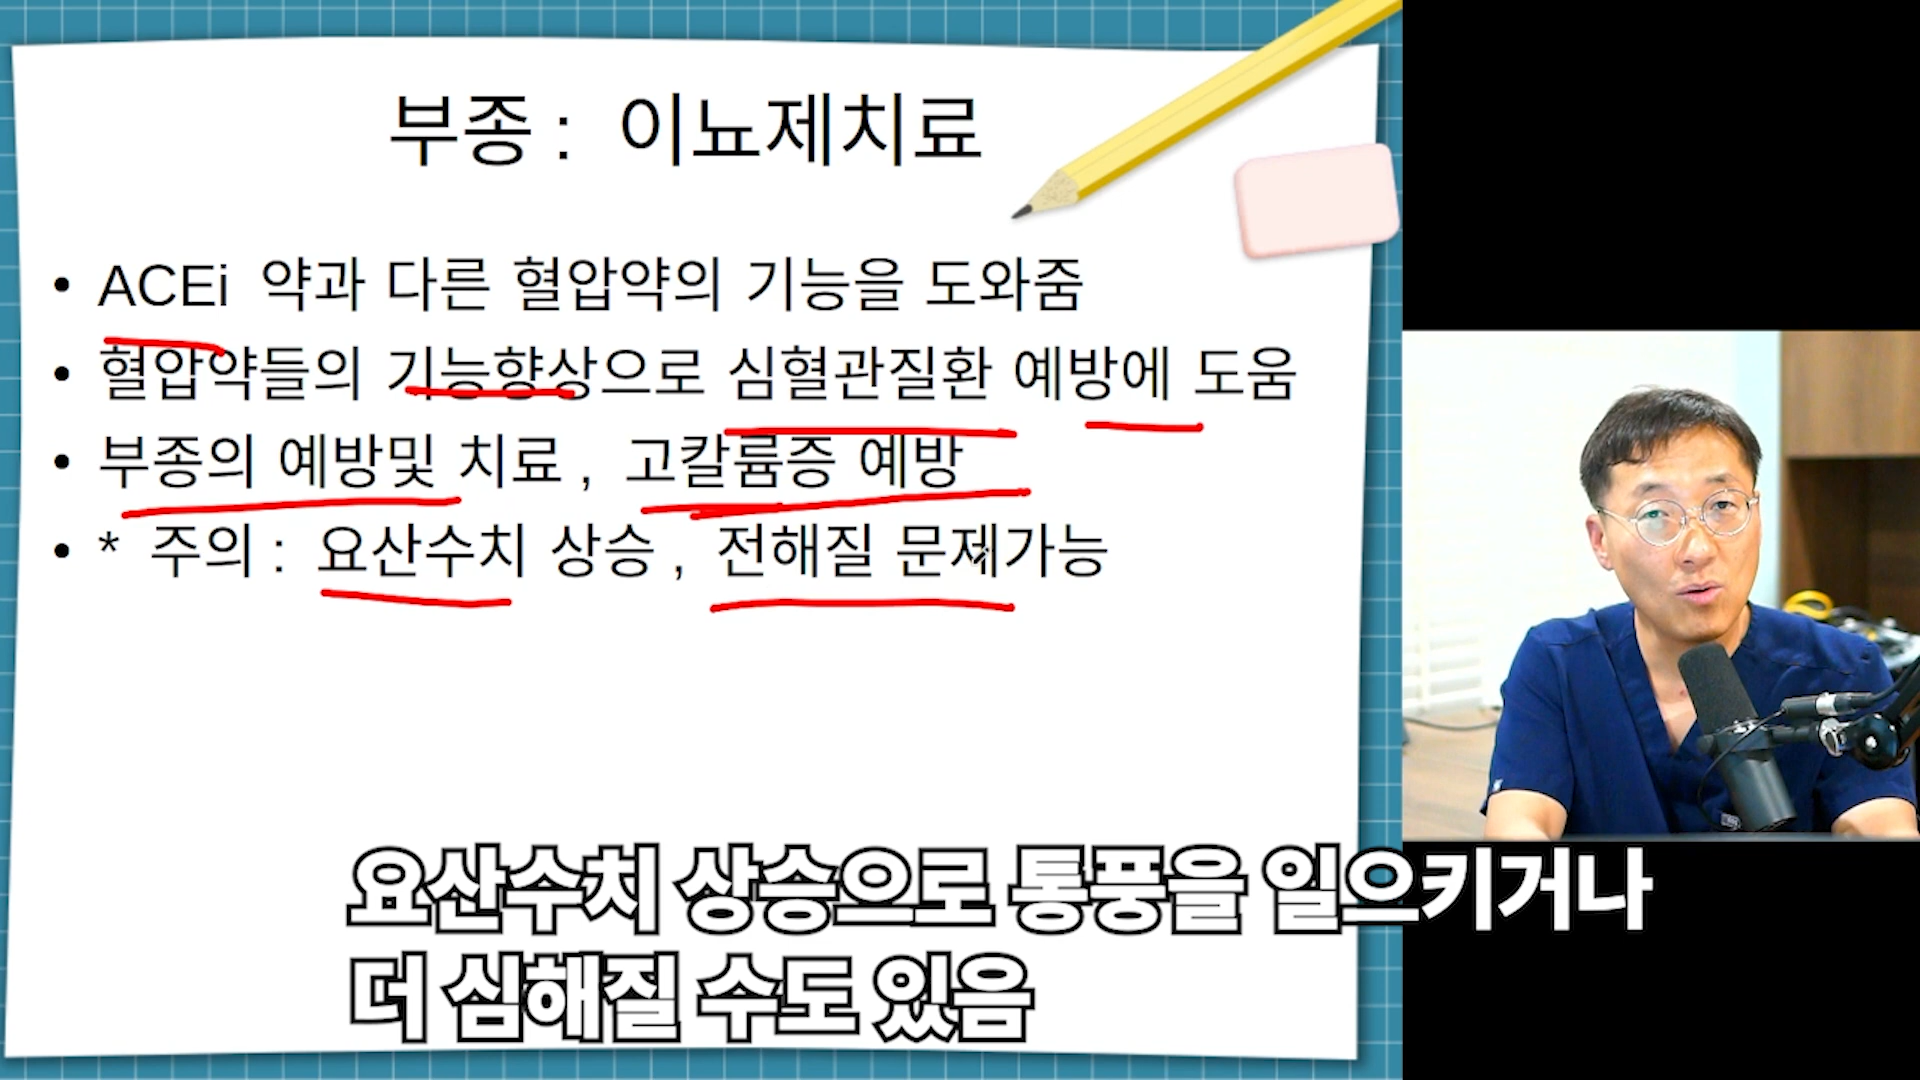 부종 : 이뇨제치료
• ACEi 약과 다른 혈압약의 기능을 도와줌
• 혈압약들의 기능향상으로 심혈관질환 예방에 도움
• 부종의 예방및 치료 , 고칼륨증 예방
• * 주의 : 요산수치 상승 , 전해질 문제가능
요산수치 상승으로 통풍을 일으키거나
더 심해질 수도 있음